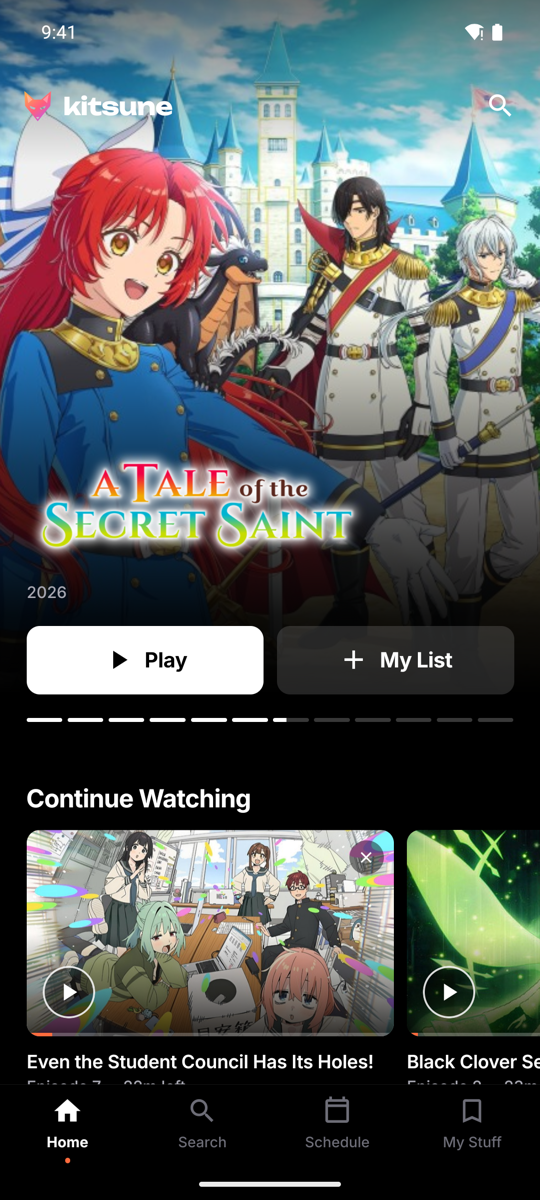 9:41
kitsune
A TALE of the
SECRET SAINT
2026
Play
My List
Continue Watching
Even the Student Council Has Its Holes!
Black Clover Se
Home
Search
Schedule
My Stuff